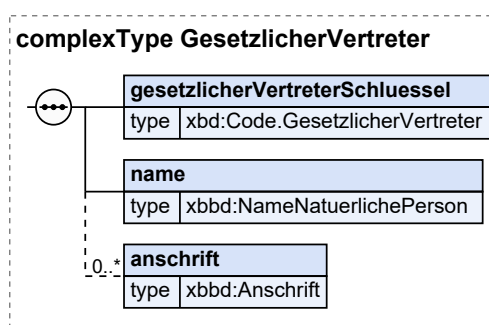 complexType GesetzlicherVertreter
gesetzlicherVertreterSchluessel
type xbd:Code.GesetzlicherVertreter
name
type xbbd:NameNatuerlichePerson
0..* anschrift
type xbbd:Anschrift